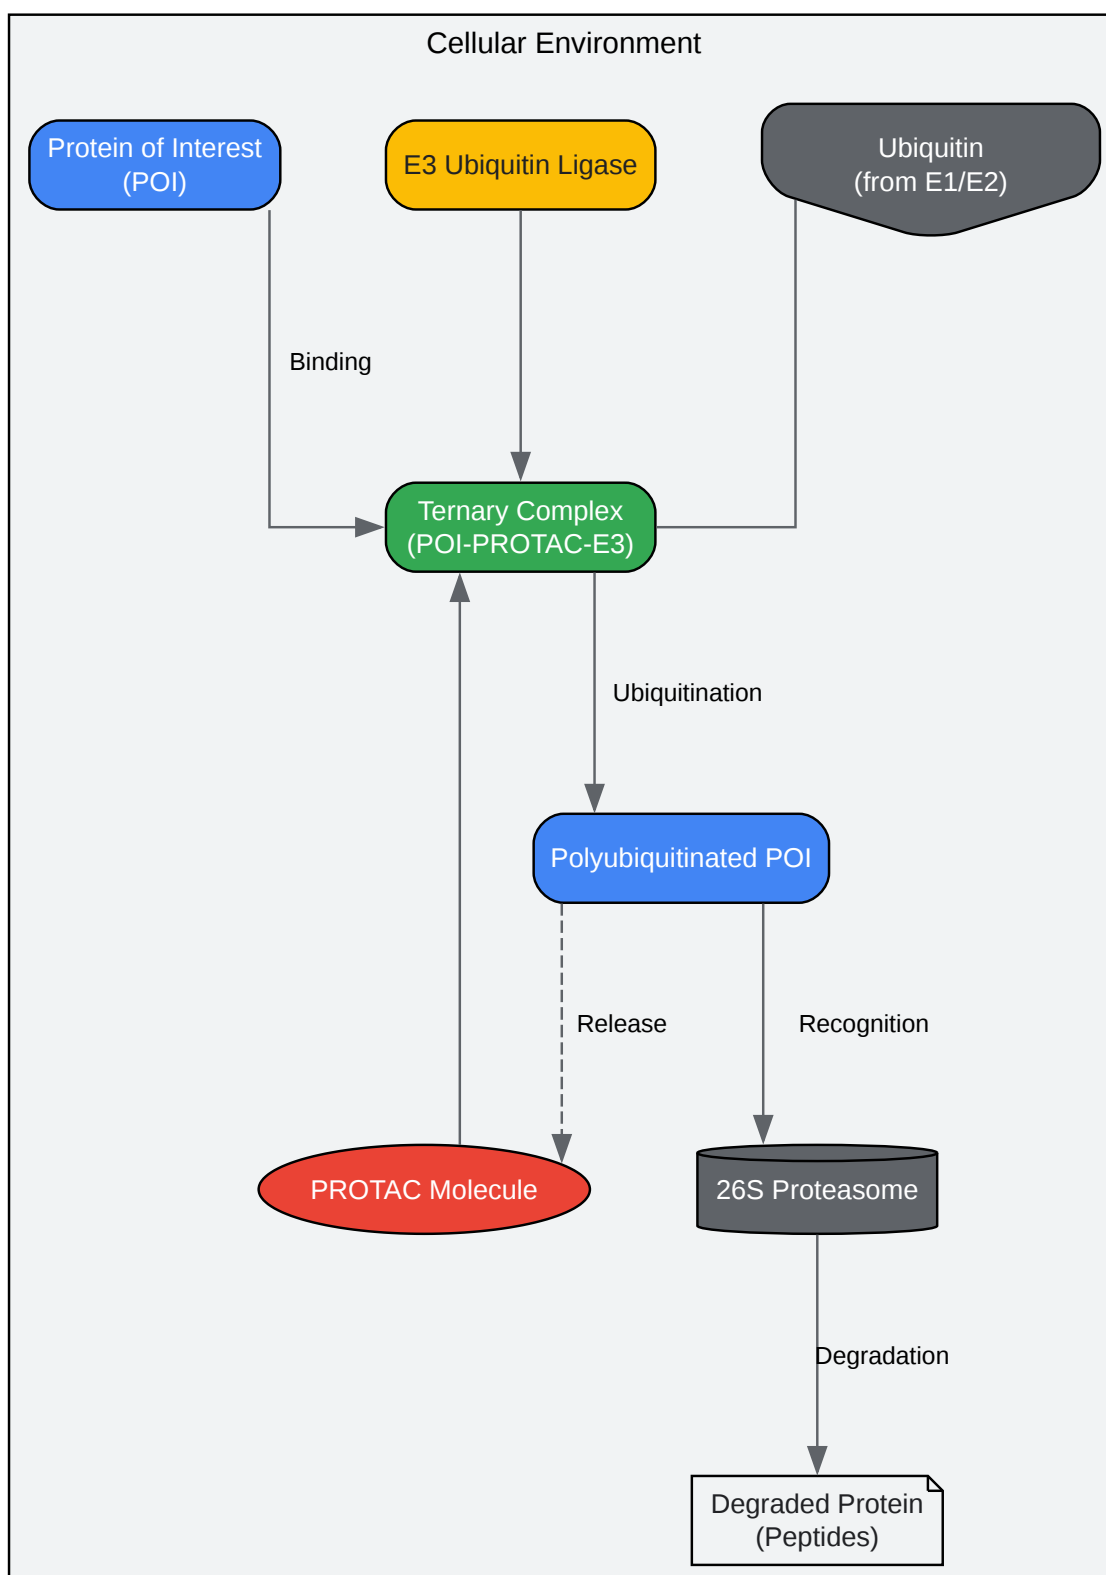 Cellular Environment
Protein of Interest
(POI)
E3 Ubiquitin Ligase
Ubiquitin
(from E1/E2)
Binding
Ternary Complex
(POI-PROTAC-E3)
Ubiquitination
Polyubiquitinated POI
Release
Recognition
PROTAC Molecule
26S Proteasome
Degradation
Degraded Protein
(Peptides)